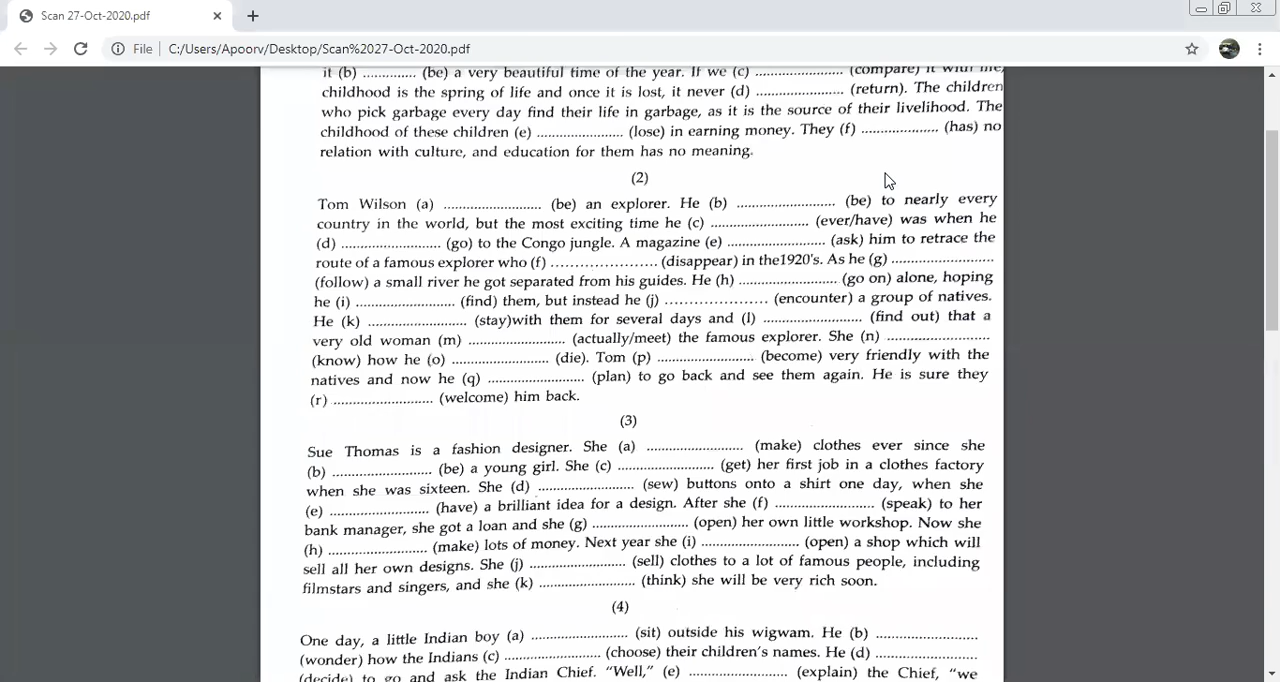 Scan 27-Oct-2020.pdf
File | C:/Users/Apoorv/Desktop/Scan%2027-Oct-2020.pdf
it (b) .............. (be) a very beautiful time of the year. If we (c) ....................... (compare) it with life,
childhood is the spring of life and once it is lost, it never (d) ....................... (return). The children
who pick garbage every day find their life in garbage, as it is the source of their livelihood. The
childhood of these children (e) ....................... (lose) in earning money. They (f) .................... (has) no
relation with culture, and education for them has no meaning.
(2)
Tom Wilson (a) .......................... (be) an explorer. He (b) .......................... (be) to nearly every
country in the world, but the most exciting time he (c) .......................... (ever/have) was when he
(d) .......................... (go) to the Congo jungle. A magazine (e) .......................... (ask) him to retrace the
route of a famous explorer who (f) .......................... (disappear) in the1920's. As he (g) ..........................
(follow) a small river he got separated from his guides. He (h) .......................... (go on) alone, hoping
he (i) .......................... (find) them, but instead he (j) .......................... (encounter) a group of natives.
He (k) .......................... (stay)with them for several days and (l) .......................... (find out) that a
very old woman (m) .......................... (actually/meet) the famous explorer. She (n) ..........................
(know) how he (o) .......................... (die). Tom (p) .......................... (become) very friendly with the
natives and now he (q) .......................... (plan) to go back and see them again. He is sure they
(r) .......................... (welcome) him back.
(3)
Sue Thomas is a fashion designer. She (a) .......................... (make) clothes ever since she
(b) .......................... (be) a young girl. She (c) .......................... (get) her first job in a clothes factory
when she was sixteen. She (d) .......................... (sew) buttons onto a shirt one day, when she
(e) .......................... (have) a brilliant idea for a design. After she (f) .......................... (speak) to her
bank manager, she got a loan and she (g) .......................... (open) her own little workshop. Now she
(h) .......................... (make) lots of money. Next year she (i) .......................... (open) a shop which will
sell all her own designs. She (j) .......................... (sell) clothes to a lot of famous people, including
filmstars and singers, and she (k) .......................... (think) she will be very rich soon.
(4)
One day, a little Indian boy (a) .......................... (sit) outside his wigwam. He (b) ..........................
(wonder) how the Indians (c) .......................... (choose) their children's names. He (d) ..........................
(decide) to go and ask the Indian Chief. "Well," (e) .......................... (explain) the Chief, "we